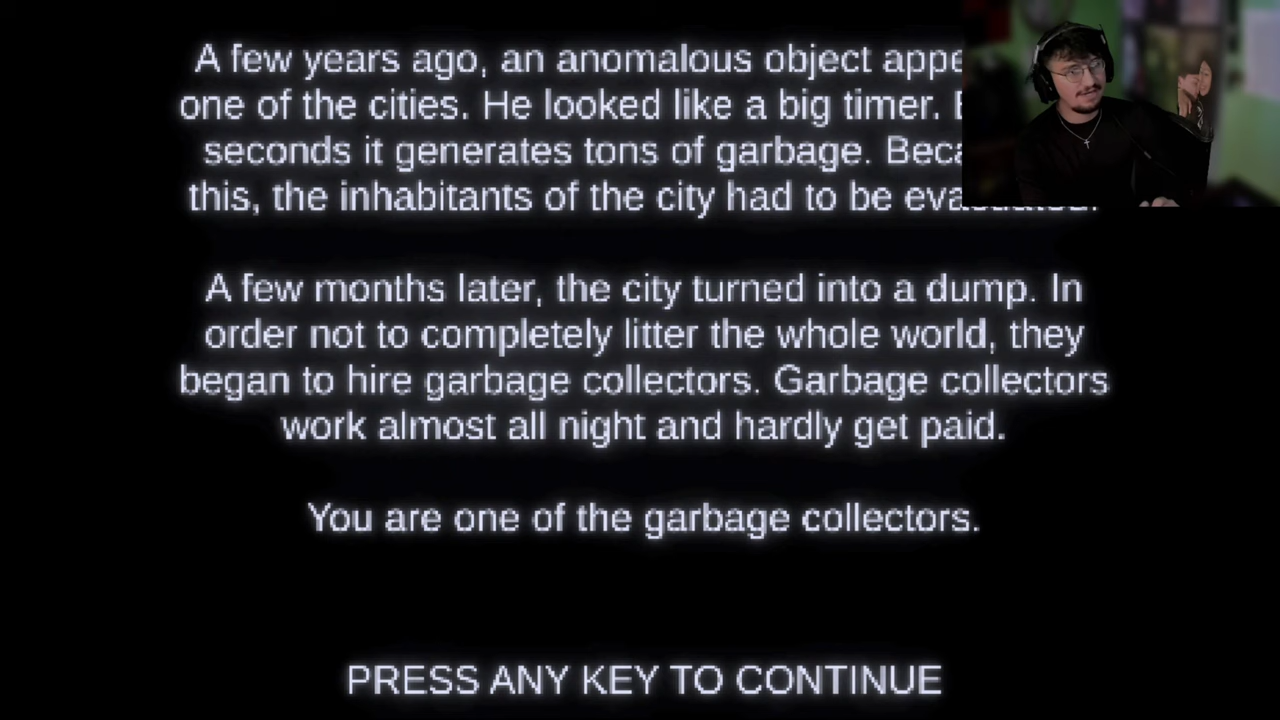 A few years ago, an anomalous object
one of the cities. He looked like a big timer.
seconds it generates tons of garbage.
this, the inhabitants of the city had to be
A few months later, the city turned into a dump. In
order not to completely litter the whole world, they
began to hire garbage collectors. Garbage collectors
work almost all night and hardly get paid.
You are one of the garbage collectors.
PRESS ANY KEY TO CONTINUE